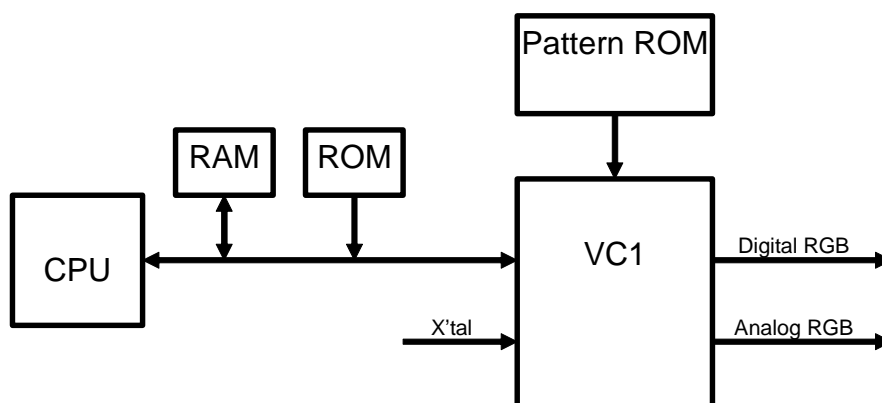 Pattern ROM
RAM
ROM
CPU
VC1
Digital RGB
X'tal
Analog RGB